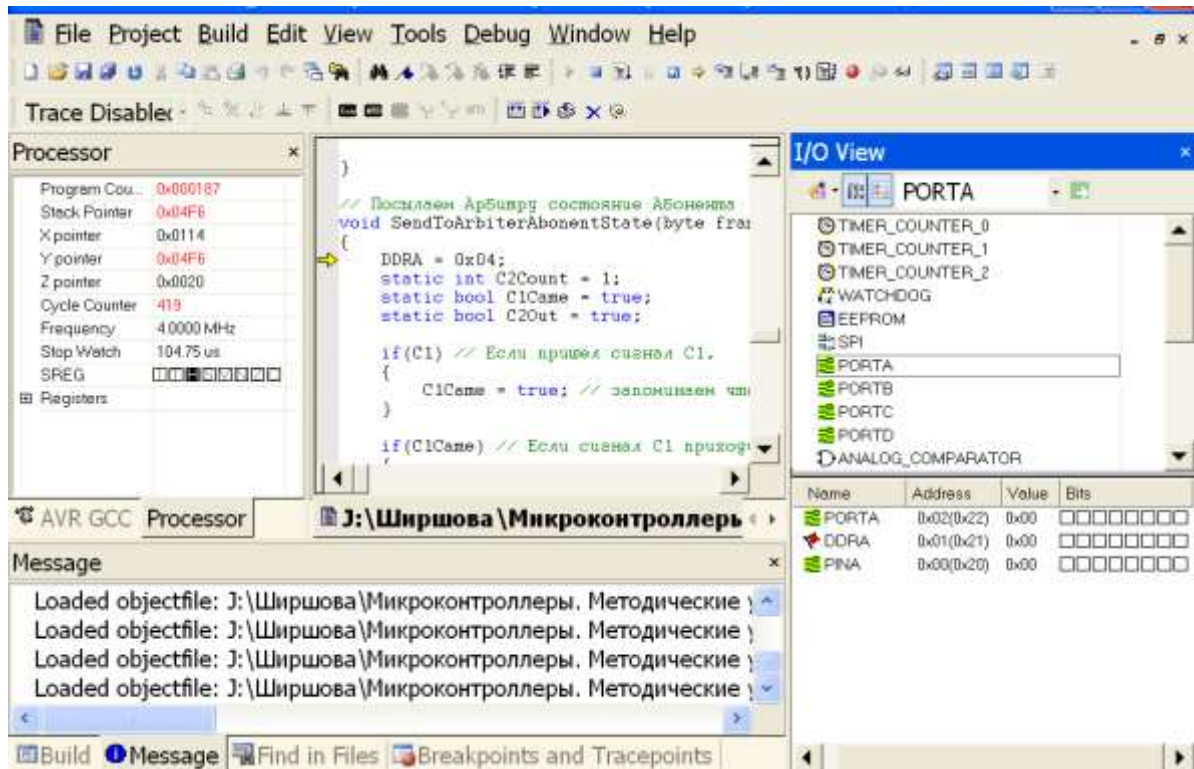 File Project Build Edit View Tools Debug Window Help
Trace Disabled
Processor
Program Cou... 0x000187
Stack Pointer 0x04F6
X pointer 0x0114
Y pointer 0x04F6
Z pointer 0x0020
Cycle Counter 419
Frequency 4.0000 MHz
Stop Watch 104.75 us
SREG
Registers
AVR GCC Processor
}
// Посылаем Арбитру состояние Абонента
void SendToArbiterAbonentState(byte fra
{
DDRA = 0x04;
static int C2Count = 1;
static bool C1Came = true;
static bool C2Out = true;
if(C1) // Если пришел сигнал C1,
{
C1Came = true; // запоминаем что
}
if(C1Came) // Если сигнал C1 приход
{
J:\Ширшова\Микроконтроллеры
I/O View
PORTA
TIMER_COUNTER_0
TIMER_COUNTER_1
TIMER_COUNTER_2
WATCHDOG
EEPROM
SPI
PORTA
PORTB
PORTC
PORTD
ANALOG_COMPARATOR
Name Address Value Bits
PORTA 0x02(0x22) 0x00
DDRA 0x01(0x21) 0x00
PINA 0x00(0x20) 0x00
Message
Loaded objectfile: J:\Ширшова\Микроконтроллеры. Методические
Loaded objectfile: J:\Ширшова\Микроконтроллеры. Методические
Loaded objectfile: J:\Ширшова\Микроконтроллеры. Методические
Loaded objectfile: J:\Ширшова\Микроконтроллеры. Методические
Build Message Find in Files Breakpoints and Tracepoints